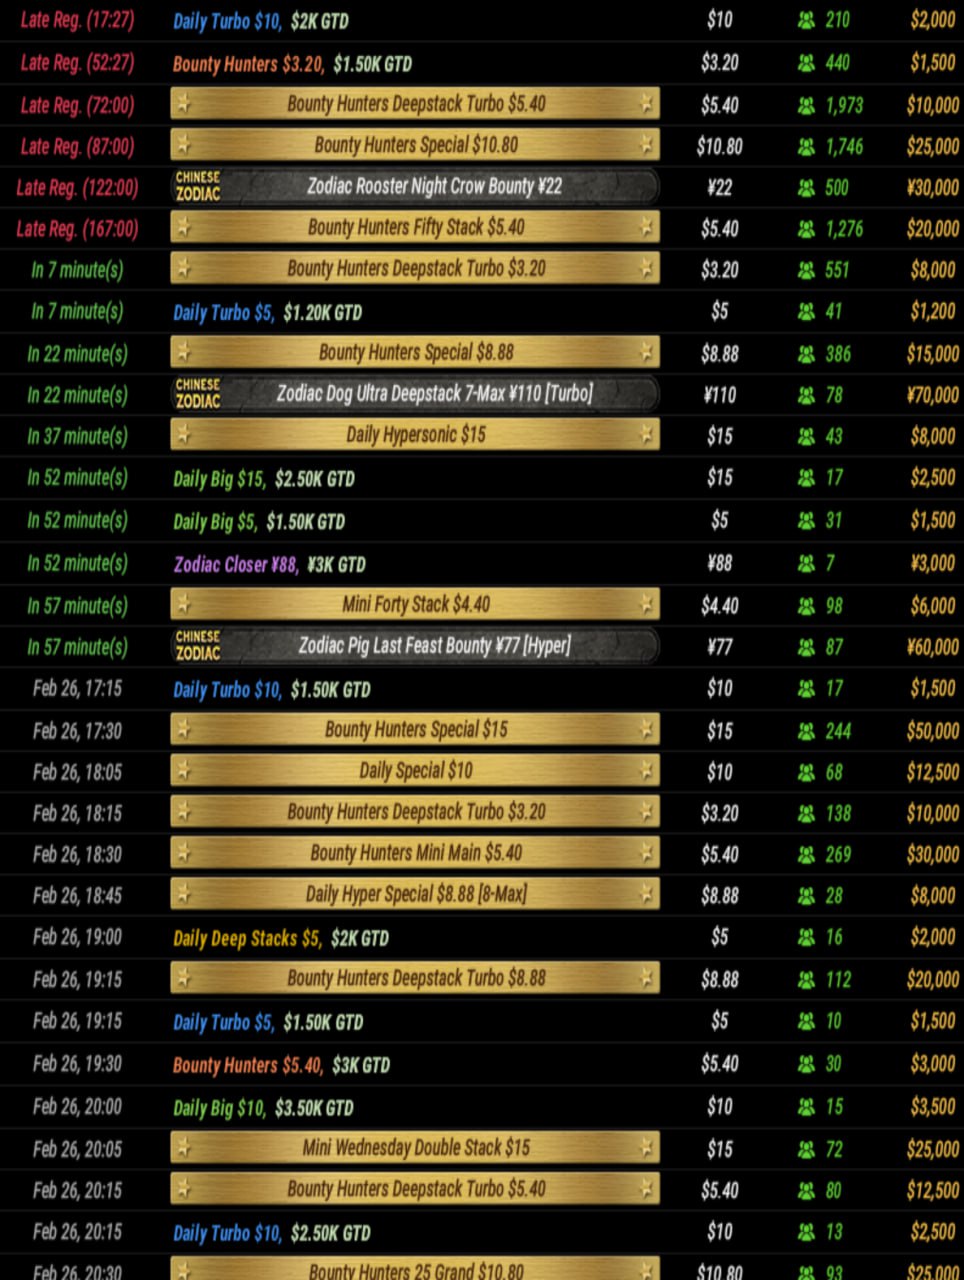 Late Reg. (17:27) Daily Turbo $10, $2K GTD $10 210 $2,000
Late Reg. (52:27) Bounty Hunters $3.20, $1.50K GTD $3.20 440 $1,500
Late Reg. (72:00) Bounty Hunters Deepstack Turbo $5.40 $5.40 1,973 $10,000
Late Reg. (87:00) Bounty Hunters Special $10.80 $10.80 1,746 $25,000
Late Reg. (122:00) CHINESE ZODIAC Zodiac Rooster Night Crow Bounty ¥22 ¥22 500 ¥30,000
Late Reg. (167:00) Bounty Hunters Fifty Stack $5.40 $5.40 1,276 $20,000
In 7 minute(s) Bounty Hunters Deepstack Turbo $3.20 $3.20 551 $8,000
In 7 minute(s) Daily Turbo $5, $1.20K GTD $5 41 $1,200
In 22 minute(s) Bounty Hunters Special $8.88 $8.88 386 $15,000
In 22 minute(s) CHINESE ZODIAC Zodiac Dog Ultra Deepstack 7-Max ¥110 [Turbo] ¥110 78 ¥70,000
In 37 minute(s) Daily Hypersonic $15 $15 43 $8,000
In 52 minute(s) Daily Big $15, $2.50K GTD $15 17 $2,500
In 52 minute(s) Daily Big $5, $1.50K GTD $5 31 $1,500
In 52 minute(s) Zodiac Closer ¥88, ¥3K GTD ¥88 7 ¥3,000
In 57 minute(s) Mini Forty Stack $4.40 $4.40 98 $6,000
In 57 minute(s) CHINESE ZODIAC Zodiac Pig Last Feast Bounty ¥77 [Hyper] ¥77 87 ¥60,000
Feb 26, 17:15 Daily Turbo $10, $1.50K GTD $10 17 $1,500
Feb 26, 17:30 Bounty Hunters Special $15 $15 244 $50,000
Feb 26, 18:05 Daily Special $10 $10 68 $12,500
Feb 26, 18:15 Bounty Hunters Deepstack Turbo $3.20 $3.20 138 $10,000
Feb 26, 18:30 Bounty Hunters Mini Main $5.40 $5.40 269 $30,000
Feb 26, 18:45 Daily Hyper Special $8.88 [8-Max] $8.88 28 $8,000
Feb 26, 19:00 Daily Deep Stacks $5, $2K GTD $5 16 $2,000
Feb 26, 19:15 Bounty Hunters Deepstack Turbo $8.88 $8.88 112 $20,000
Feb 26, 19:15 Daily Turbo $5, $1.50K GTD $5 10 $1,500
Feb 26, 19:30 Bounty Hunters $5.40, $3K GTD $5.40 30 $3,000
Feb 26, 20:00 Daily Big $10, $3.50K GTD $10 15 $3,500
Feb 26, 20:05 Mini Wednesday Double Stack $15 $15 72 $25,000
Feb 26, 20:15 Bounty Hunters Deepstack Turbo $5.40 $5.40 80 $12,500
Feb 26, 20:15 Daily Turbo $10, $2.50K GTD $10 13 $2,500
Feb 26, 20:30 Bounty Hunters 25 Grand $10.80 $10.80 93 $25,000